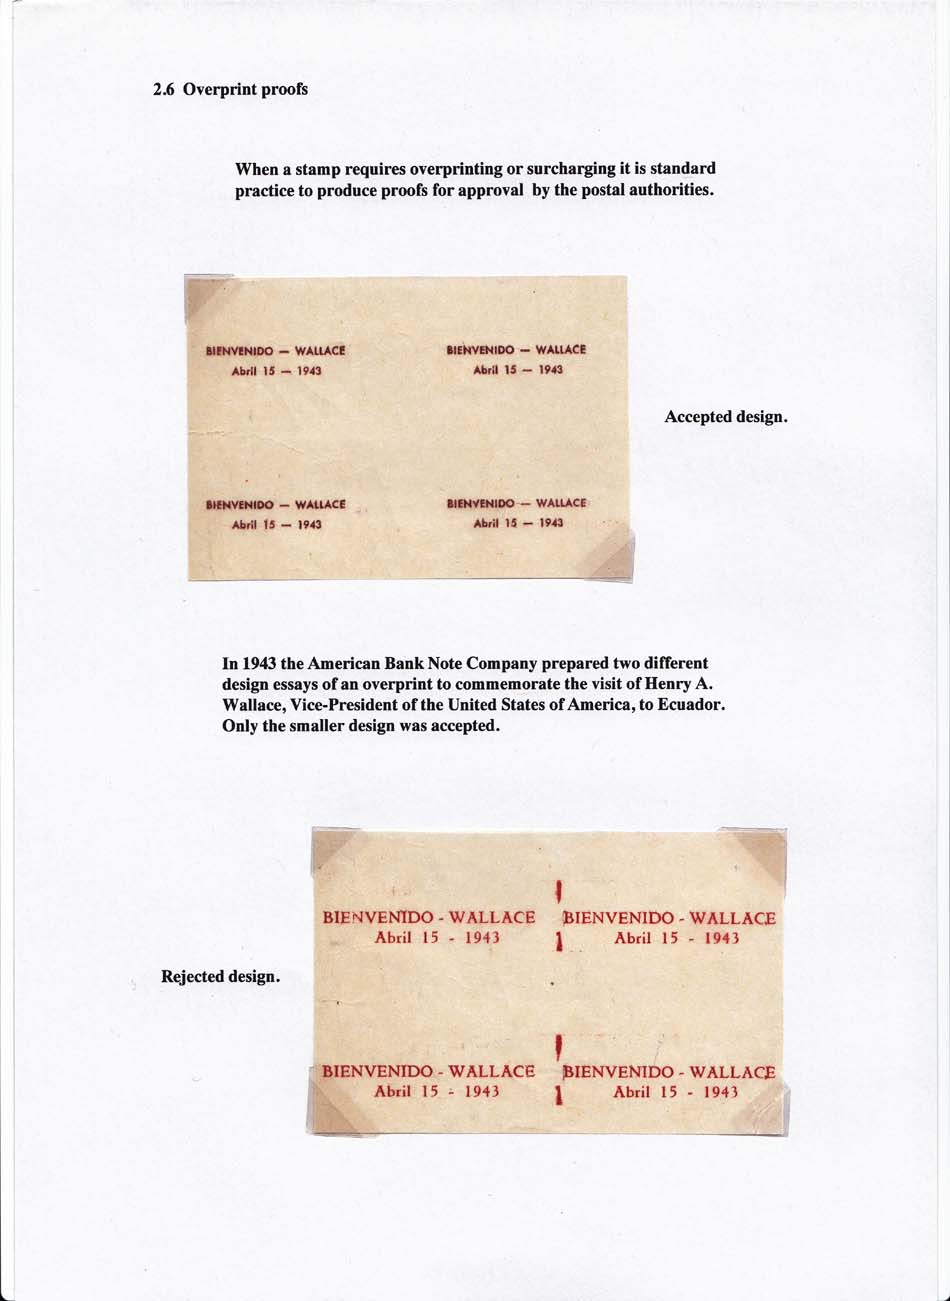 2.6 Overprint proofs
When a stamp requires overprinting or surcharging it is standard
practice to produce proofs for approval by the postal authorities.
BIENVENIDO — WALLACE BIENVENIDO — WALLACE
Abril 15 — 1943 Abril 15 — 1943
Accepted design.
BIENVENIDO — WALLACE BIENVENIDO — WALLACE
Abril 15 — 1943 Abril 15 — 1943
In 1943 the American Bank Note Company prepared two different
design essays of an overprint to commemorate the visit of Henry A.
Wallace, Vice-President of the United States of America, to Ecuador.
Only the smaller design was accepted.
BIENVENIDO - WALLACE BIENVENIDO - WALLACE
Abril 15 - 1943 Abril 15 - 1943
Rejected design.
BIENVENIDO - WALLACE BIENVENIDO - WALLACE
Abril 15 - 1943 Abril 15 - 1943